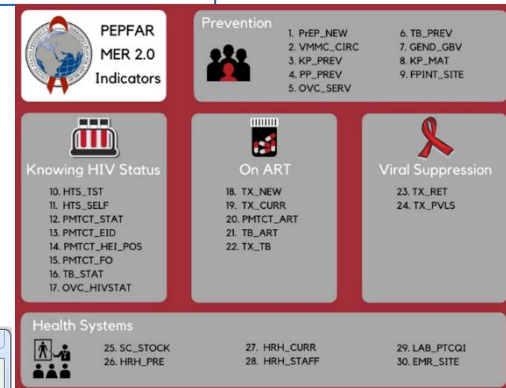 PEPFAR
MER 2.0
Indicators
Prevention
1. PrEP_NEW
2. VMMC_CIRC
3. KP_PREV
4. PP_PREV
5. OVC_SERV
6. TB_PREV
7. GEND_GBV
8. KP_MAT
9. FPINT_SITE
Knowing HIV Status
10. HTS_TST
11. HTS_SELF
12. PMTCT_STAT
13. PMTCT_EID
14. PMTCT_HEI_POS
15. PMTCT_FO
16. TB_STAT
17. OVC_HIVSTAT
On ART
18. TX_NEW
19. TX_CURR
20. PMTCT_ART
21. TB_ART
22. TX_TB
Viral Suppression
23. TX_RET
24. TX_PVLS
Health Systems
25. SC_STOCK
26. HRH_PRE
27. HRH_CURR
28. HRH_STAFF
29. LAB_PTCQI
30. EMR_SITE